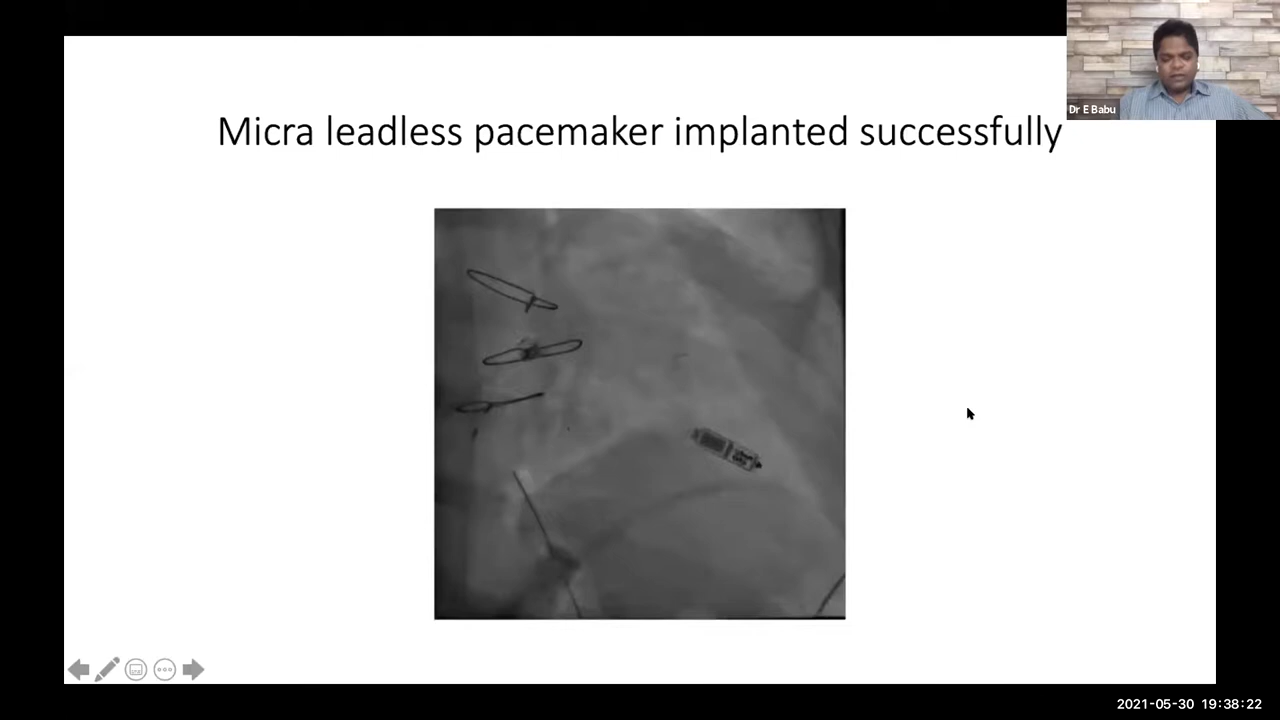 Dr E Babu
Micra leadless pacemaker implanted successfully
2021-05-30 19:38:22